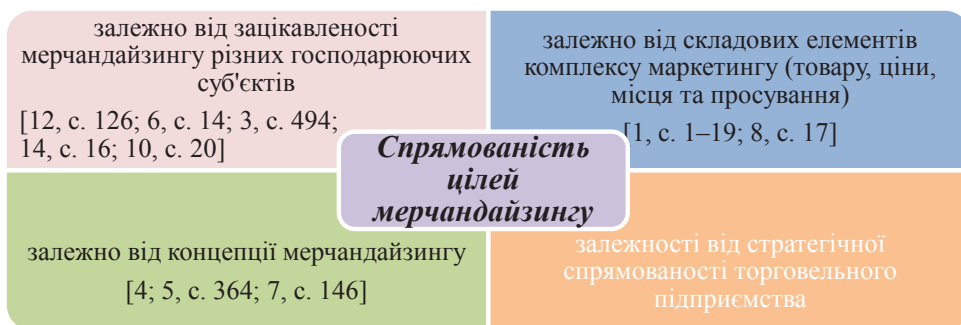 залежно від зацікавленості
мерчандайзингу різних господарюючих
суб'єктів
[12, с. 126; 6, с. 14; 3, с. 494;
14, с. 16; 10, с. 20]
залежно від складових елементів
комплексу маркетингу (товару, ціни,
місця та просування)
[1, с. 1–19; 8, с. 17]
Спрямованість
цілей
мерчандайзингу
залежно від концепції мерчандайзингу
[4; 5, с. 364; 7, с. 146]
залежності від стратегічної
спрямованості торговельного
підприємства